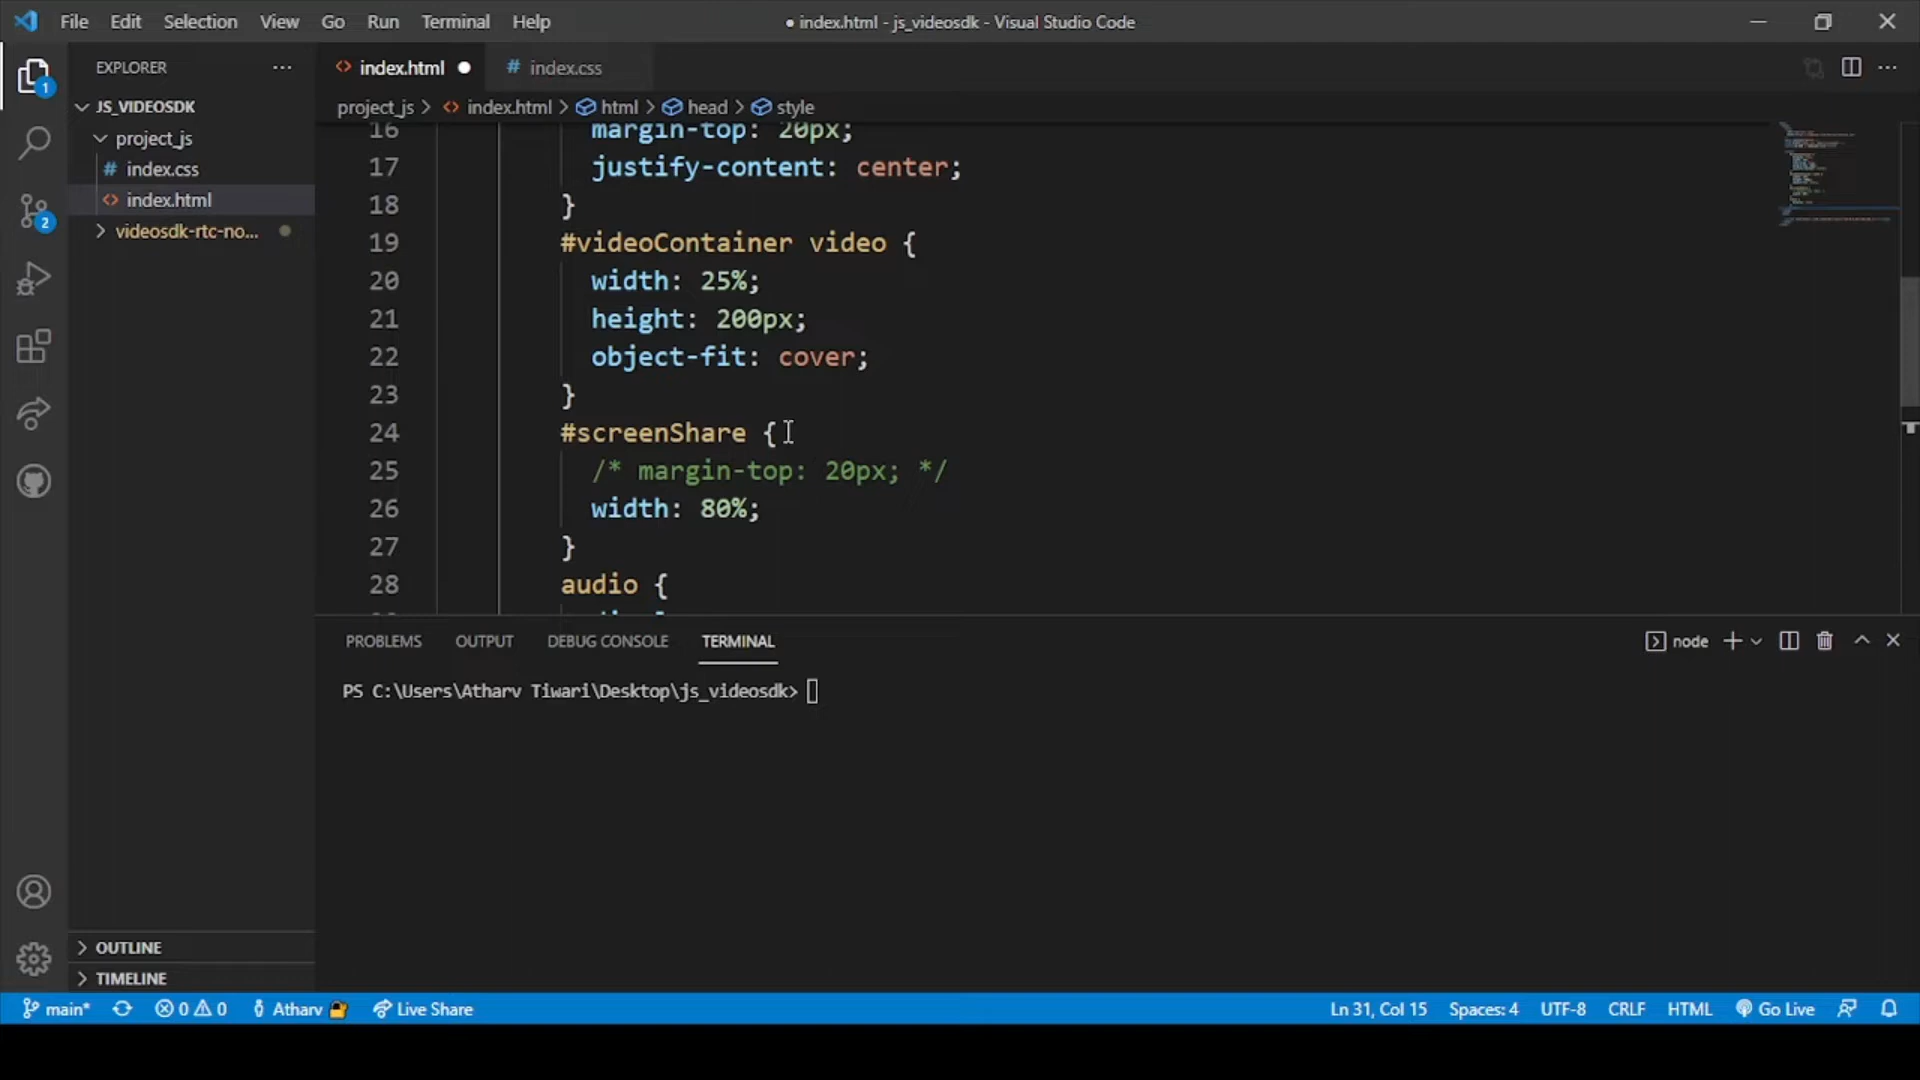 File Edit Selection View Go Run Terminal Help
● index.html - js_videosdk - Visual Studio Code
EXPLORER
index.html
# index.css
JS_VIDEOSDK
project_js > index.html > html > head > style
project_js
# index.css
index.html
videosdk-rtc-no...
1
2
16 margin-top: 20px;
17 justify-content: center;
18 }
19 #videoContainer video {
20 width: 25%;
21 height: 200px;
22 object-fit: cover;
23 }
24 #screenShare {
25 /* margin-top: 20px; */
26 width: 80%;
27 }
28 audio {
PROBLEMS OUTPUT DEBUG CONSOLE TERMINAL
node
PS C:\Users\Atharv Tiwari\Desktop\js_videosdk>
OUTLINE
TIMELINE
main* 0 0 Atharv Live Share
Ln 31, Col 15 Spaces: 4 UTF-8 CRLF HTML Go Live